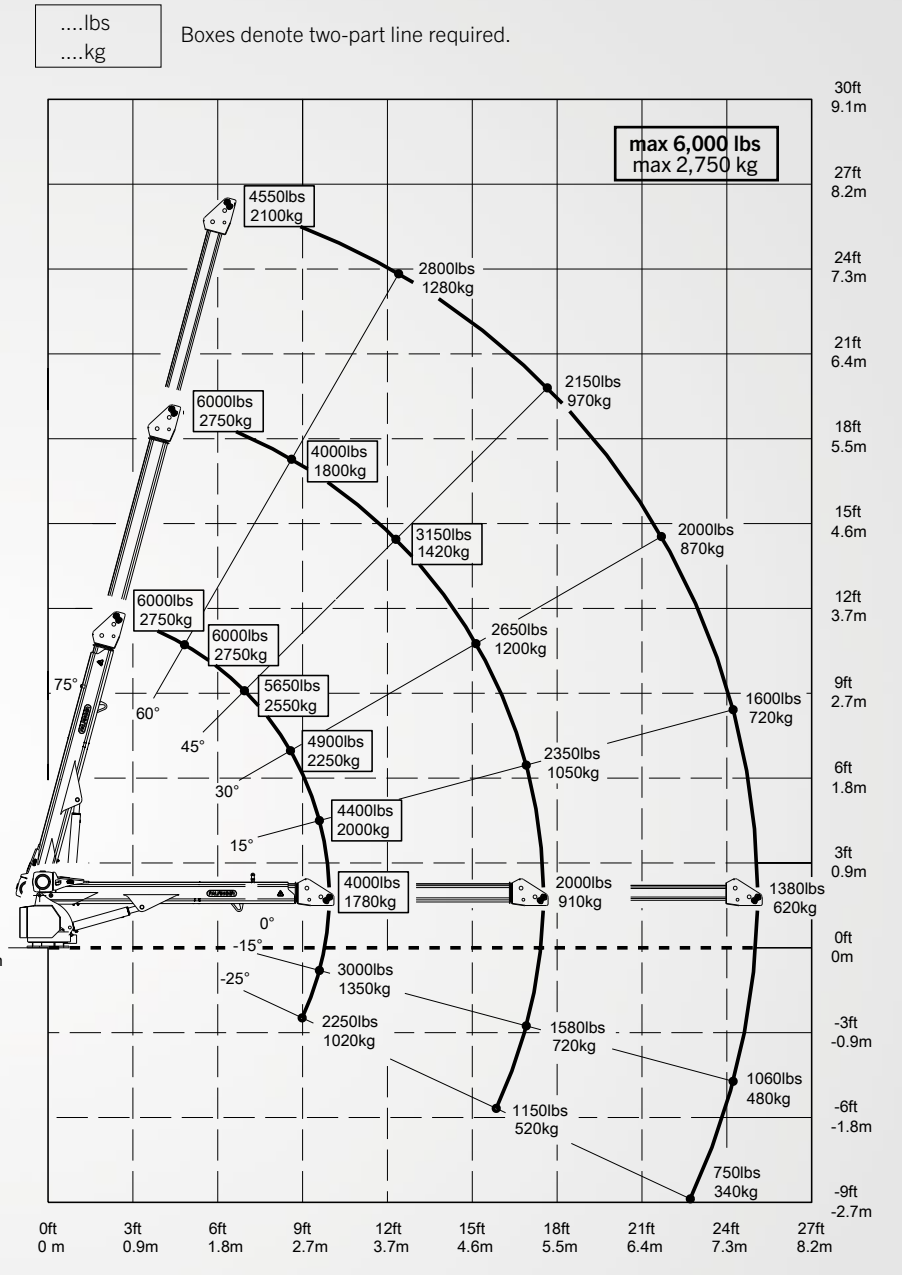 ....lbs
....kg
Boxes denote two-part line required.
30ft
9.1m
max 6,000 lbs
max 2,750 kg
27ft
8.2m
4550lbs
2100kg
24ft
7.3m
2800lbs
1280kg
21ft
6.4m
2150lbs
970kg
6000lbs
2750kg
18ft
5.5m
4000lbs
1800kg
15ft
4.6m
3150lbs
1420kg
2000lbs
870kg
12ft
3.7m
6000lbs
2750kg
6000lbs
2750kg
2650lbs
1200kg
75°
60°
5650lbs
2550kg
9ft
2.7m
1600lbs
720kg
45°
4900lbs
2250kg
2350lbs
1050kg
6ft
1.8m
30°
4400lbs
2000kg
15°
3ft
0.9m
4000lbs
1780kg
2000lbs
910kg
1380lbs
620kg
0°
0ft
0m
-15°
-25°
3000lbs
1350kg
2250lbs
1020kg
1580lbs
720kg
-3ft
-0.9m
1060lbs
480kg
1150lbs
520kg
-6ft
-1.8m
750lbs
340kg
-9ft
-2.7m
0ft
0 m
3ft
0.9m
6ft
1.8m
9ft
2.7m
12ft
3.7m
15ft
4.6m
18ft
5.5m
21ft
6.4m
24ft
7.3m
27ft
8.2m